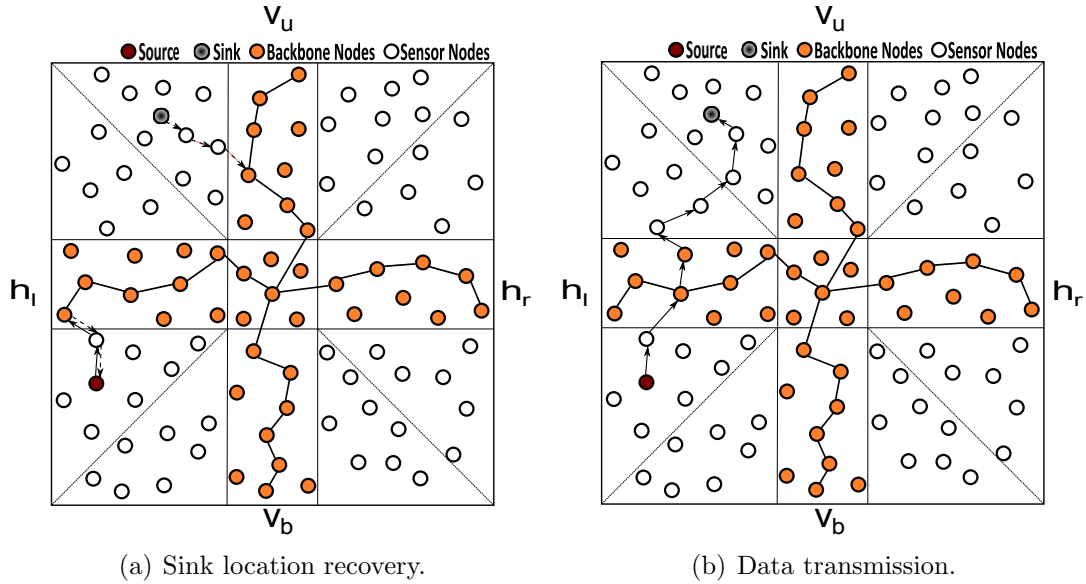 Vu
Source Sink Backbone Nodes Sensor Nodes
hl
hr
Vb
(a) Sink location recovery.
Vu
Source Sink Backbone Nodes Sensor Nodes
hl
hr
Vb
(b) Data transmission.